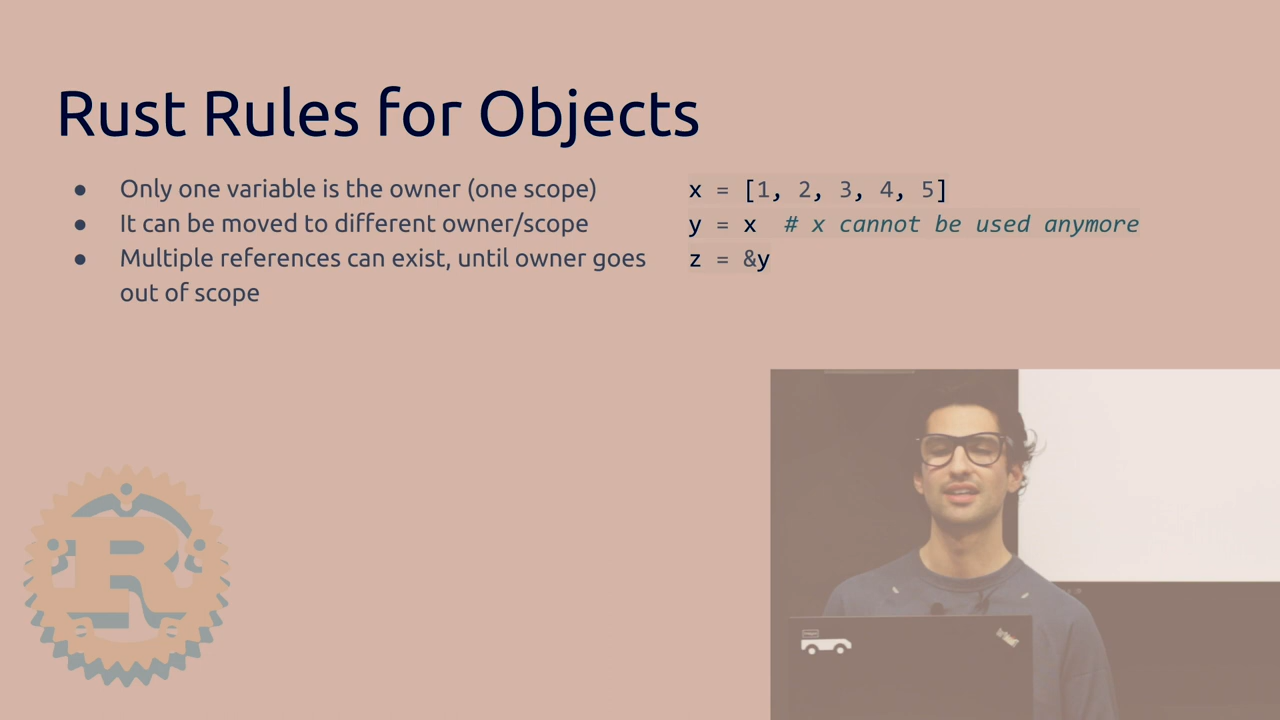 Rust Rules for Objects
● Only one variable is the owner (one scope)
● It can be moved to different owner/scope
● Multiple references can exist, until owner goes
out of scope
x = [1, 2, 3, 4, 5]
y = x  # x cannot be used anymore
z = &y
R